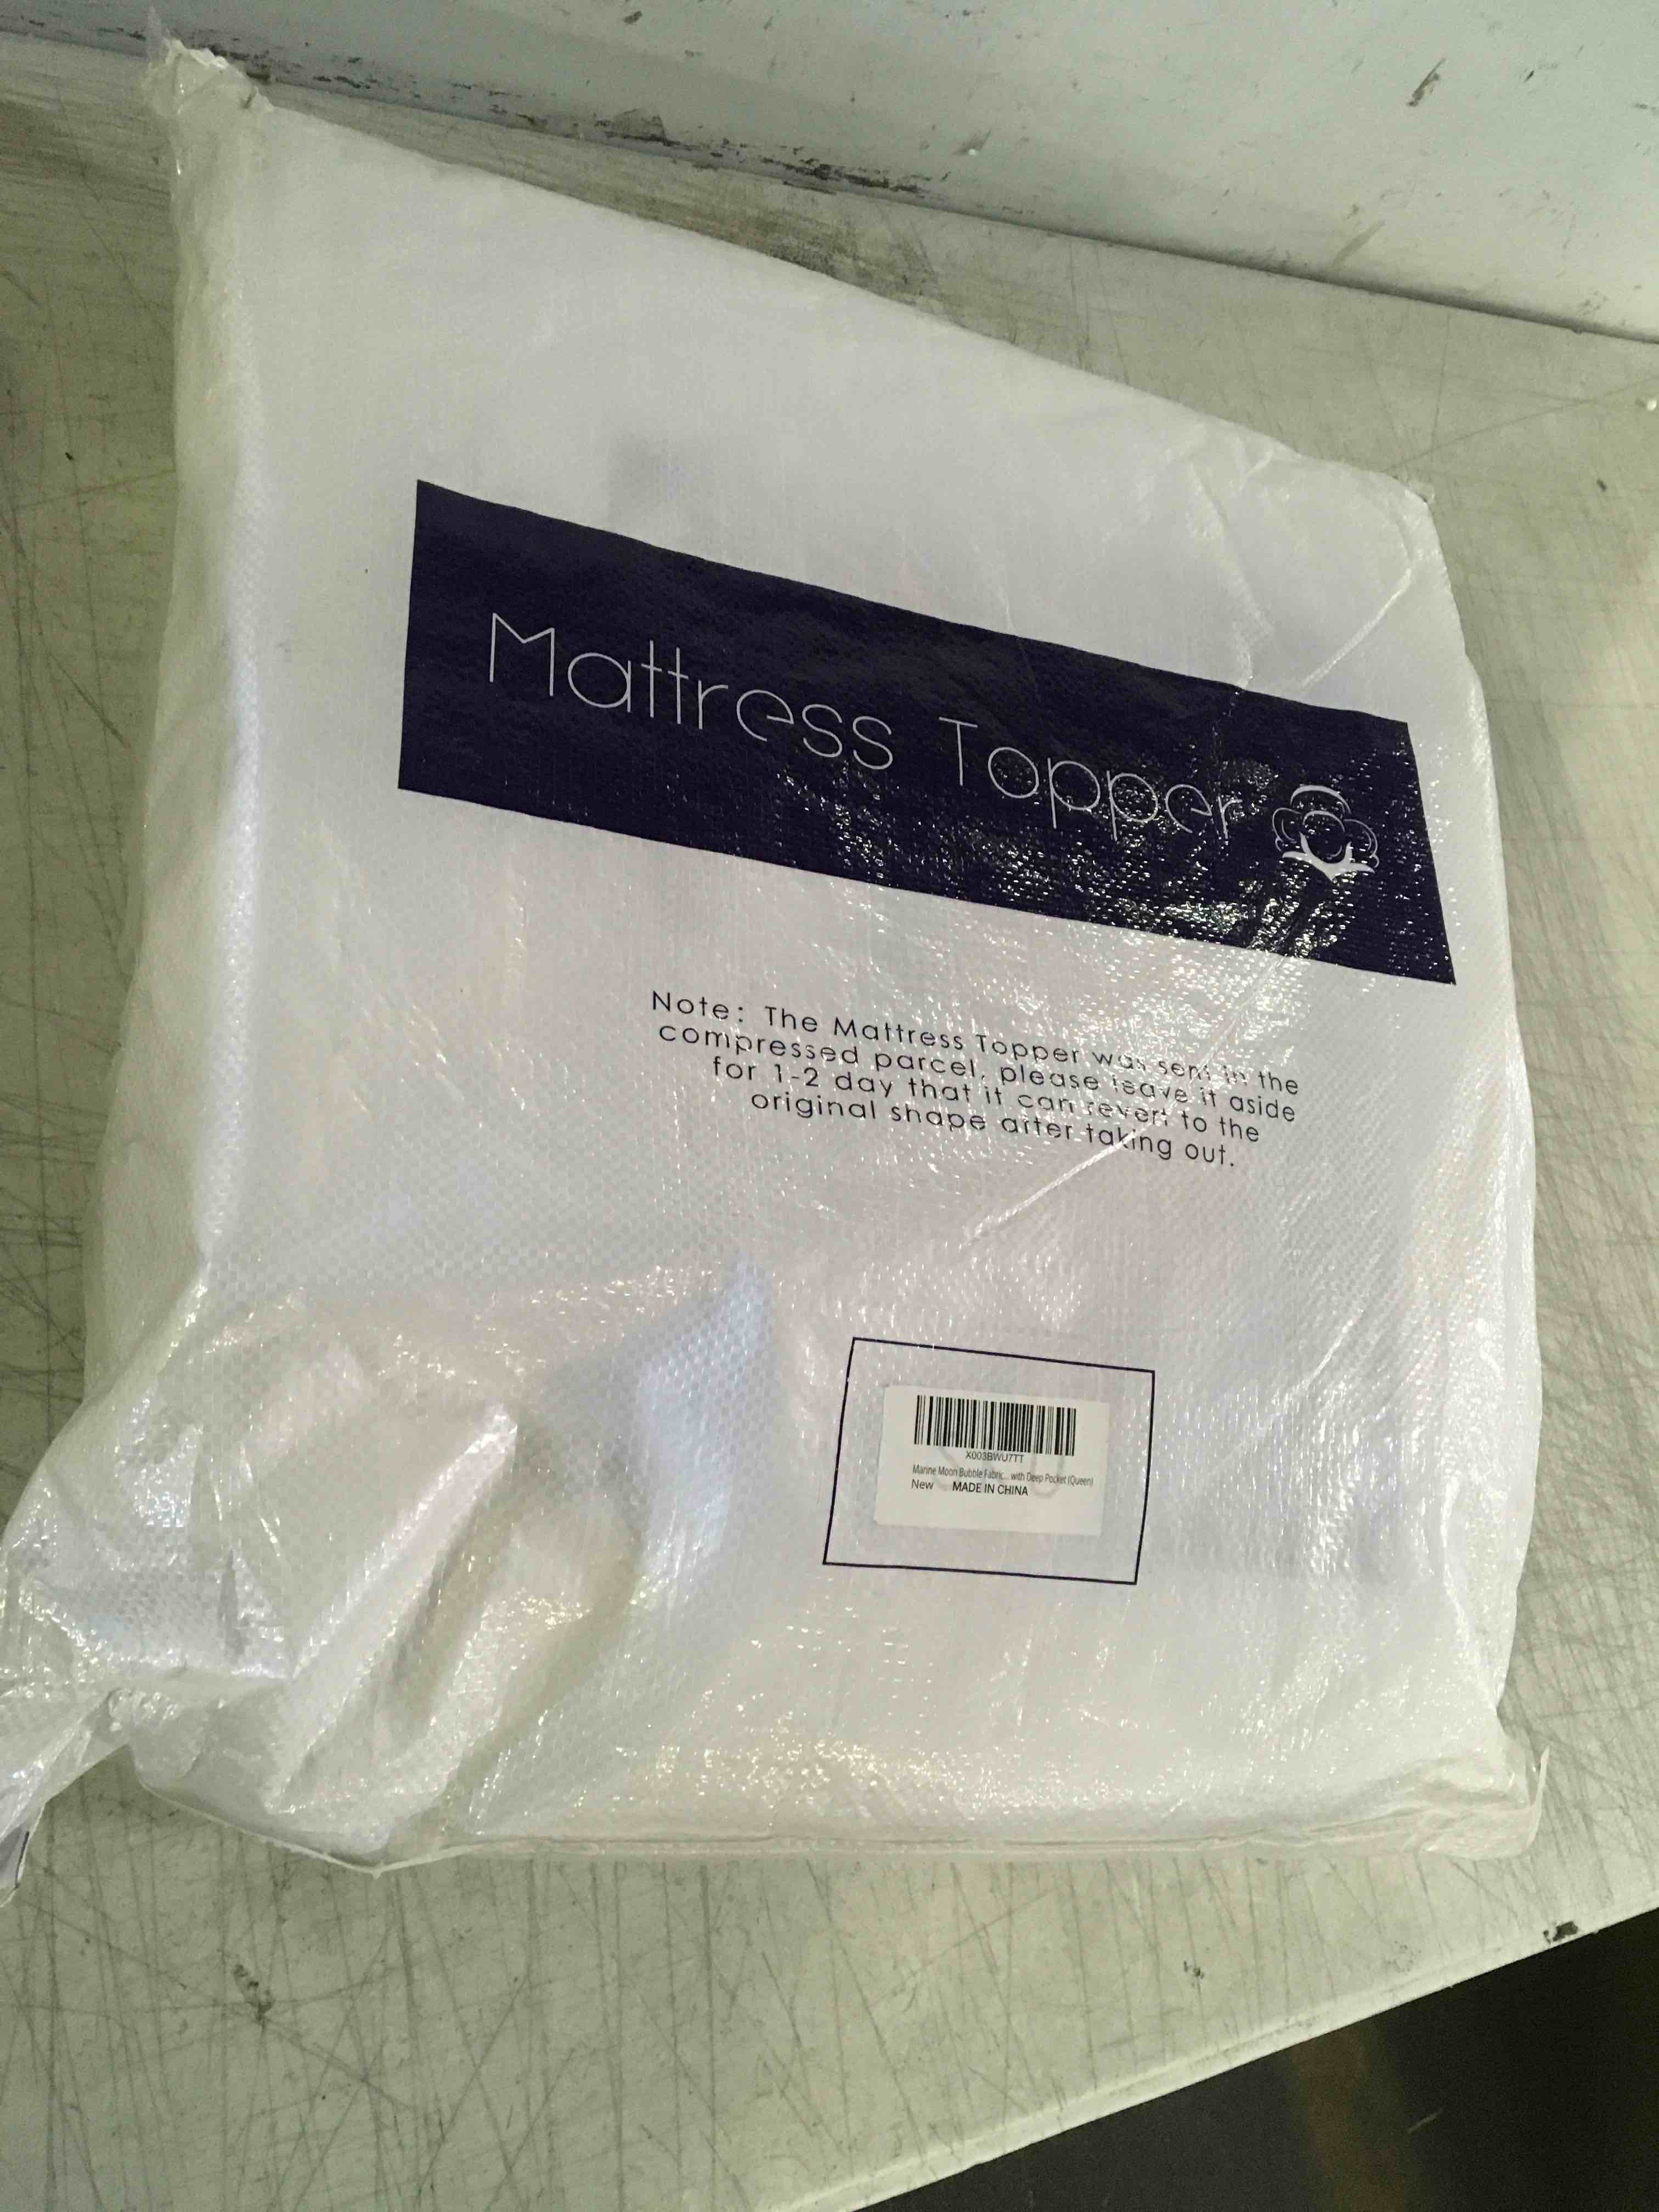 Mattress Topper
Note: The Mattress Topper was sent in the
compressed parcel, please leave it aside
for 1-2 day that it can revert to the
original shape after taking out.
X003BWU7TT
Marine Moon Bubble Fabric... with Deep Pocket (Queen)
New MADE IN CHINA